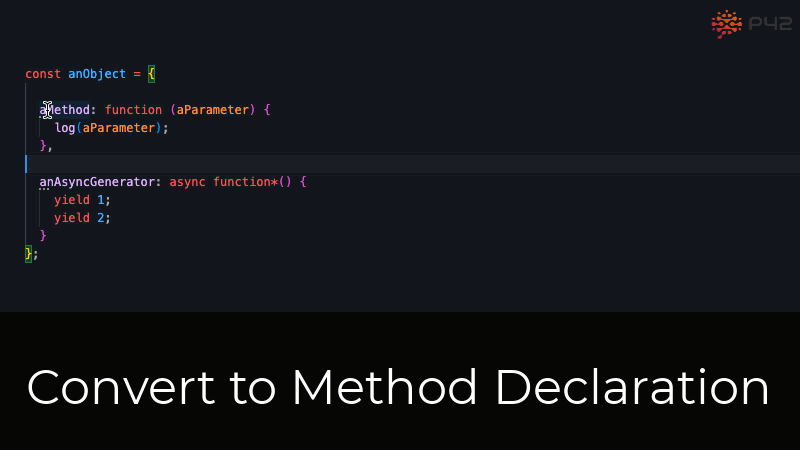 P42
const anObject = {
aMethod: function (aParameter) {
log(aParameter);
},
anAsyncGenerator: async function*() {
yield 1;
yield 2;
}
};
Convert to Method Declaration